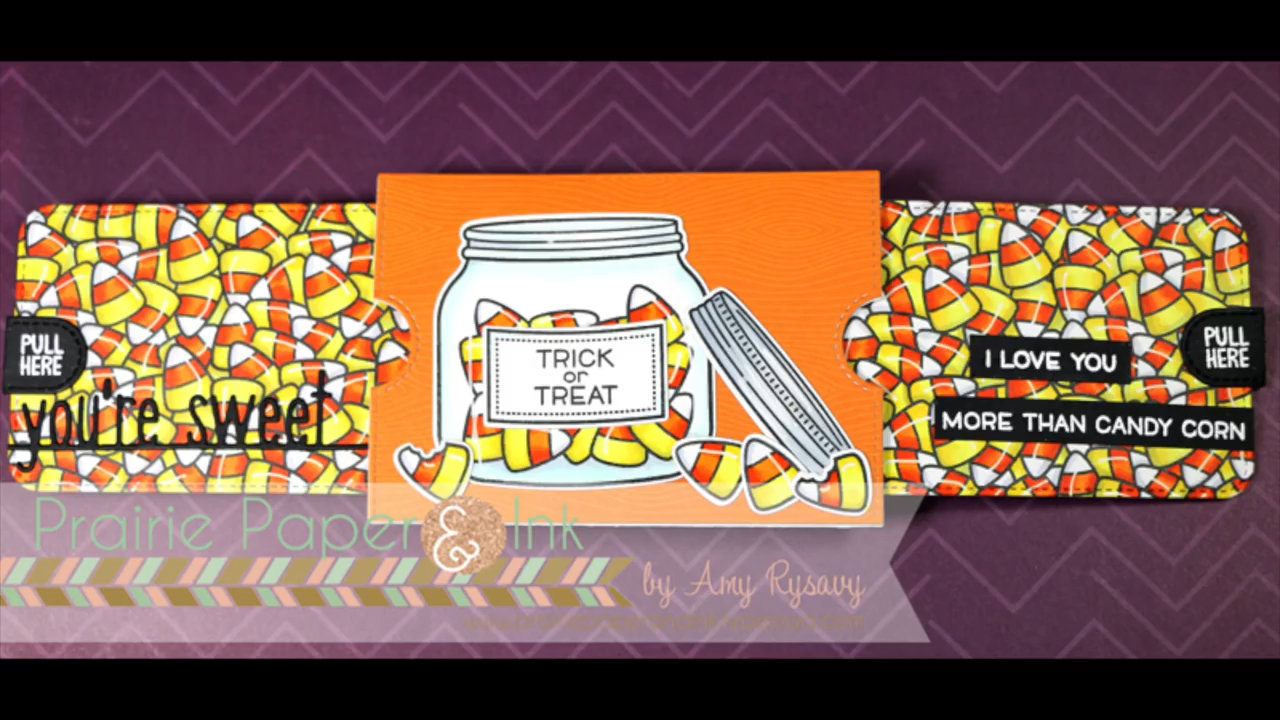 PULL
HERE
you're sweet
TRICK
or
TREAT
I LOVE YOU
MORE THAN CANDY CORN
PULL
HERE
Prairie Paper & Ink
by Amy Rysavy